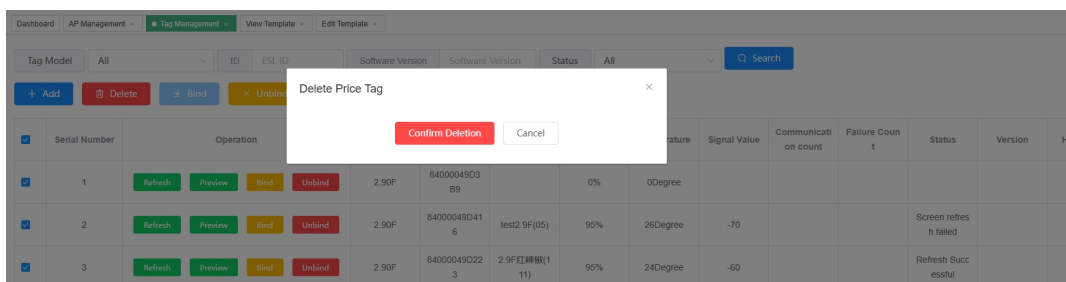 Dashboard AP Management × Tag Management × View Template × Edit Template ×
Tag Model All ID ESL ID Software Version Software Version Status All Search
+ Add Delete Bind × Unbind
Delete Price Tag ×
Confirm Deletion Cancel
Serial Number Operation Signal Value Communicati Failure Coun Status Version
on count t
1 Refresh Preview Bind Unbind 2.90F 84000049D3 0% 0Degree
B9
2 Refresh Preview Bind Unbind 2.90F 84000049D41 test2.9F(05) 95% 26Degree -70 Screen refres
6 h failed
3 Refresh Preview Bind Unbind 2.90F 84000049D22 2.9F红辣椒(1 95% 24Degree -60 Refresh Succ
3 11) essful